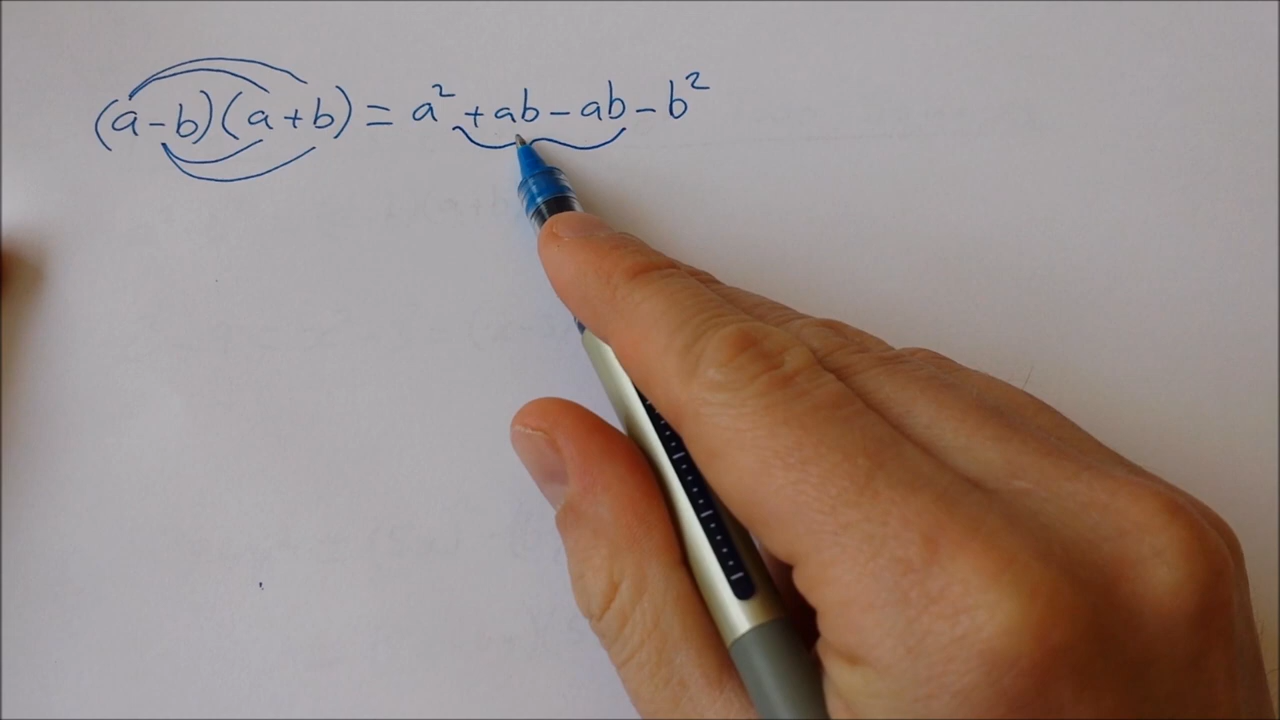 (a-b)(a+b) = a² +ab-ab-b²